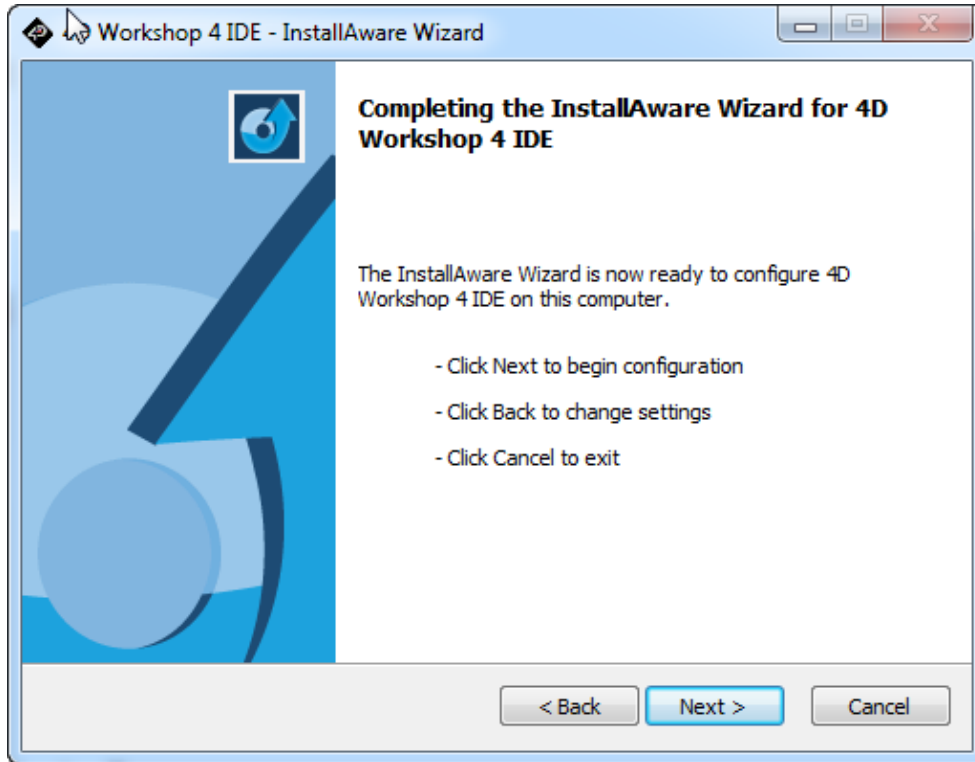 Workshop 4 IDE - InstallAware Wizard
Completing the InstallAware Wizard for 4D
Workshop 4 IDE
The InstallAware Wizard is now ready to configure 4D
Workshop 4 IDE on this computer.
- Click Next to begin configuration
- Click Back to change settings
- Click Cancel to exit
< Back
Next >
Cancel